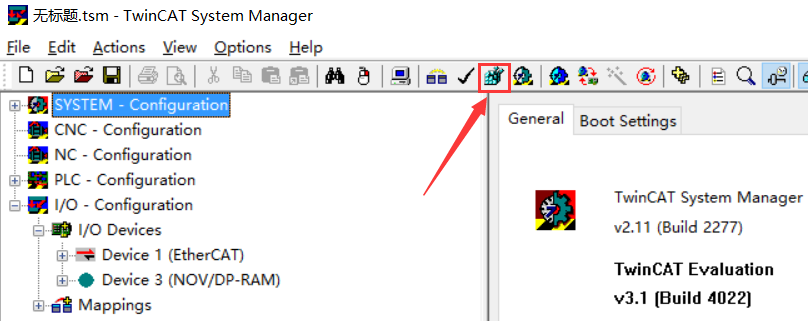 无标题.tsm - TwinCAT System Manager
File Edit Actions View Options Help
SYSTEM - Configuration
CNC - Configuration
NC - Configuration
PLC - Configuration
I/O - Configuration
I/O Devices
Device 1 (EtherCAT)
Device 3 (NOV/DP-RAM)
Mappings
General Boot Settings
TwinCAT System Manager
v2.11 (Build 2277)
TwinCAT Evaluation
v3.1 (Build 4022)